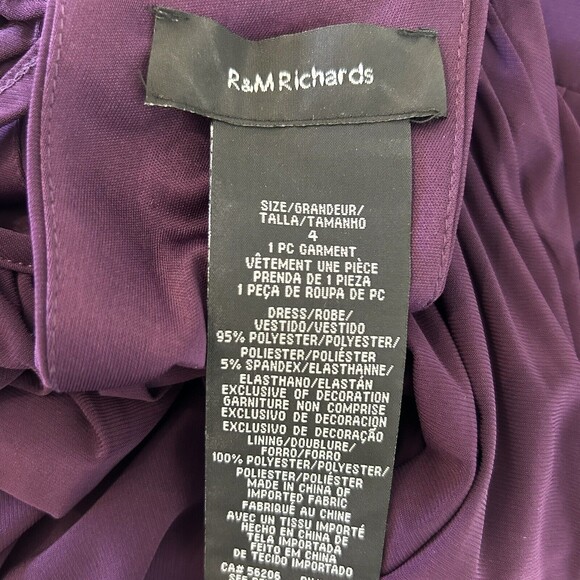 R&M Richards
SIZE/GRANDEUR/
TALLA/TAMANHO
4
1 PC GARMENT
VÊTEMENT UNE PIÈCE
PRENDA DE 1 PIEZA
1 PEÇA DE ROUPA DE PC
DRESS/ROBE/
VESTIDO/VESTIDO
95% POLYESTER/POLYESTER/
POLIESTER/POLIÉSTER
5% SPANDEX/ELASTHANNE/
ELASTHANO/ELASTÁN
EXCLUSIVE OF DECORATION
GARNITURE NON COMPRISE
EXCLUSIVO DE DECORACIÓN
EXCLUSIVO DE DECORAÇÃO
LINING/DOUBLURE/
FORRO/FORRO
100% POLYESTER/POLYESTER/
POLIESTER/POLIÉSTER
MADE IN CHINA OF
IMPORTED FABRIC
FABRIQUÉ AU CHINE
AVEC UN TISSU IMPORTÉ
HECHO EN CHINA DE
TELA IMPORTADA
FEITO EM CHINA
DE TECIDO IMPORTADO
CA# 56206